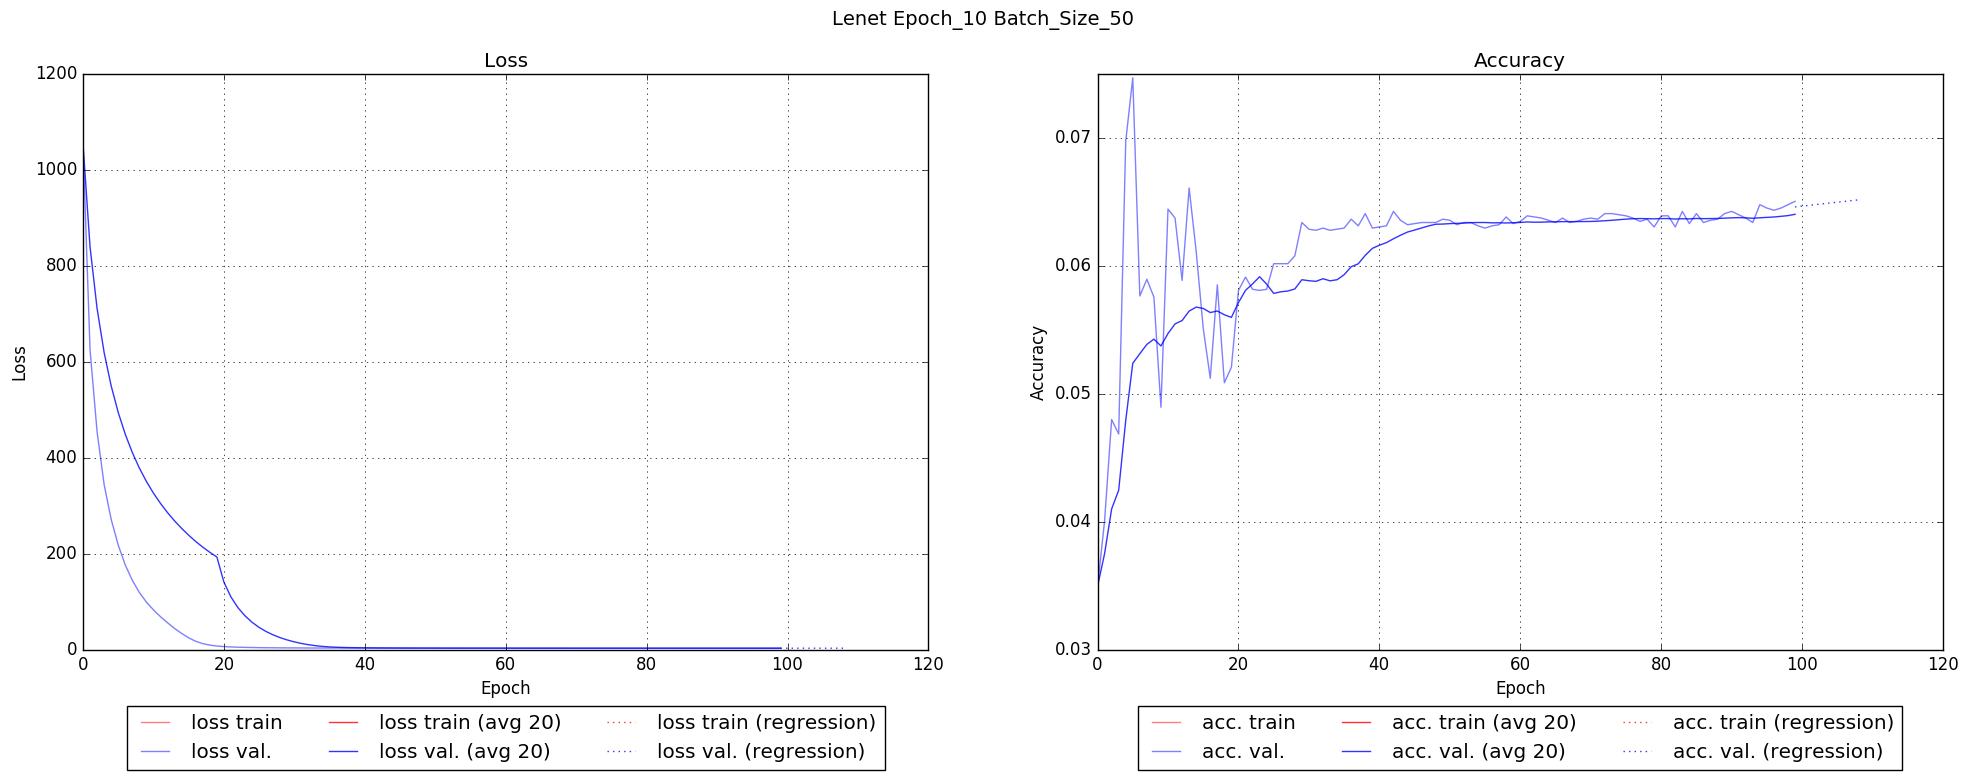 Lenet Epoch_10 Batch_Size_50
Loss
1200
1000
800
600
400
200
0
Loss
0 20 40 60 80 100 120
Epoch
loss train loss train (avg 20) loss train (regression)
loss val. loss val. (avg 20) loss val. (regression)
Accuracy
0.07
0.06
0.05
0.04
0.03
Accuracy
0 20 40 60 80 100 120
Epoch
acc. train acc. train (avg 20) acc. train (regression)
acc. val. acc. val. (avg 20) acc. val. (regression)